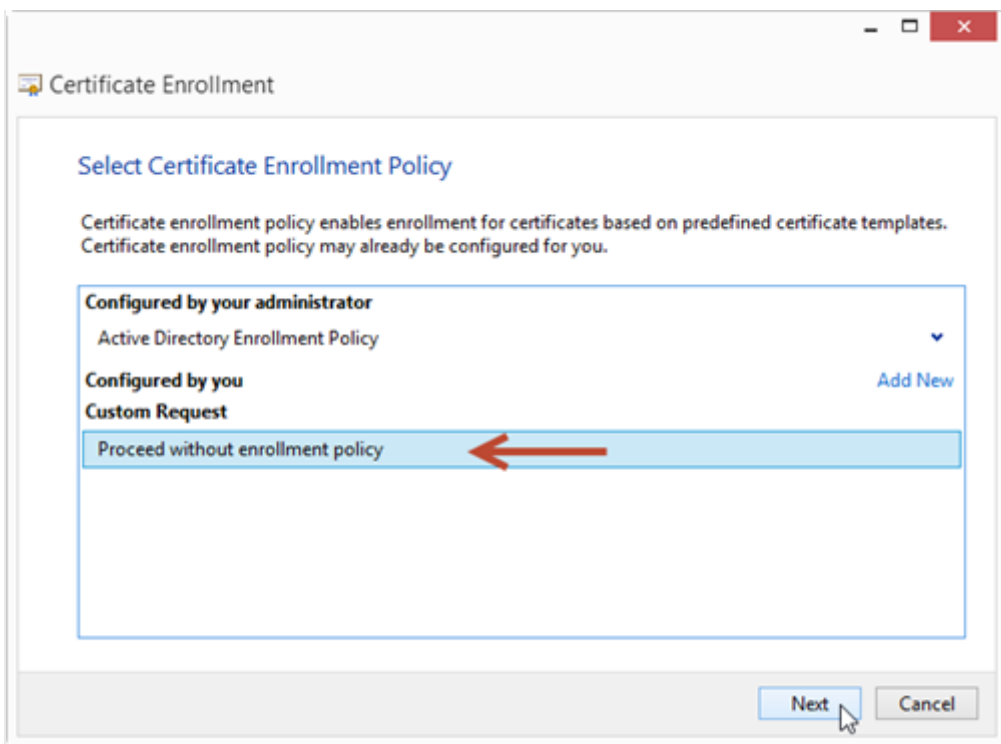 Certificate Enrollment
Select Certificate Enrollment Policy
Certificate enrollment policy enables enrollment for certificates based on predefined certificate templates.
Certificate enrollment policy may already be configured for you.
Configured by your administrator
Active Directory Enrollment Policy
Configured by you Add New
Custom Request
Proceed without enrollment policy
Next Cancel